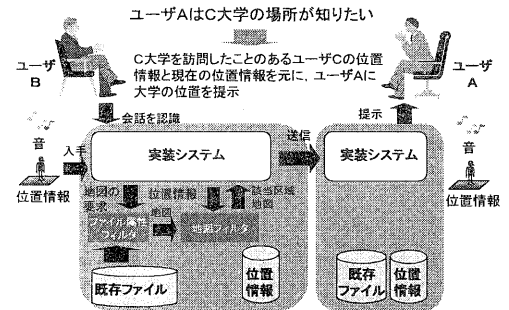 ユーザAはC大学の場所が知りたい
C大学を訪問したことのあるユーザCの位置
情報と現在の位置情報を元に、ユーザAに
大学の位置を提示
ユーザ
B
ユーザ
A
会話を認識
提示
音
入手
位置情報
実装システム
送信
実装システム
音
位置情報
地図の
要求
位置情報
該当区域
地図
ファイル属性
フィルタ
地図
地図フィルタ
既存ファイル
位置
情報
既存
ファイル
位置
情報